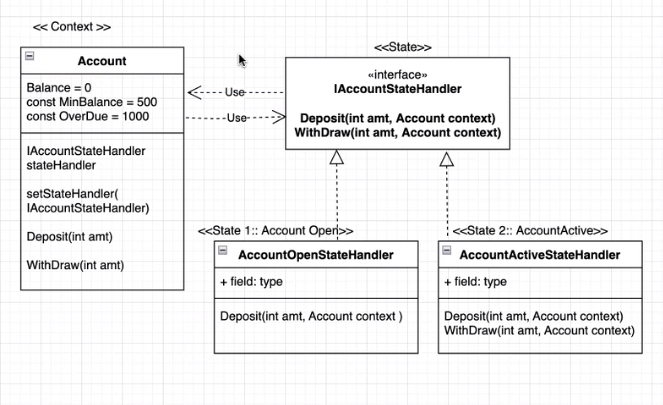 << Context >>
Account
Balance = 0
const MinBalance = 500
const OverDue = 1000
IAccountStateHandler
stateHandler
setStateHandler(
IAccountStateHandler)
Deposit(int amt)
WithDraw(int amt)
Use
Use
<<State>>
«interface»
IAccountStateHandler
Deposit(int amt, Account context)
WithDraw(int amt, Account context)
<<State 1:: Account Open>>
AccountOpenStateHandler
+ field: type
Deposit(int amt, Account context )
<<State 2:: AccountActive>>
AccountActiveStateHandler
+ field: type
Deposit(int amt, Account context)
WithDraw(int amt, Account context)